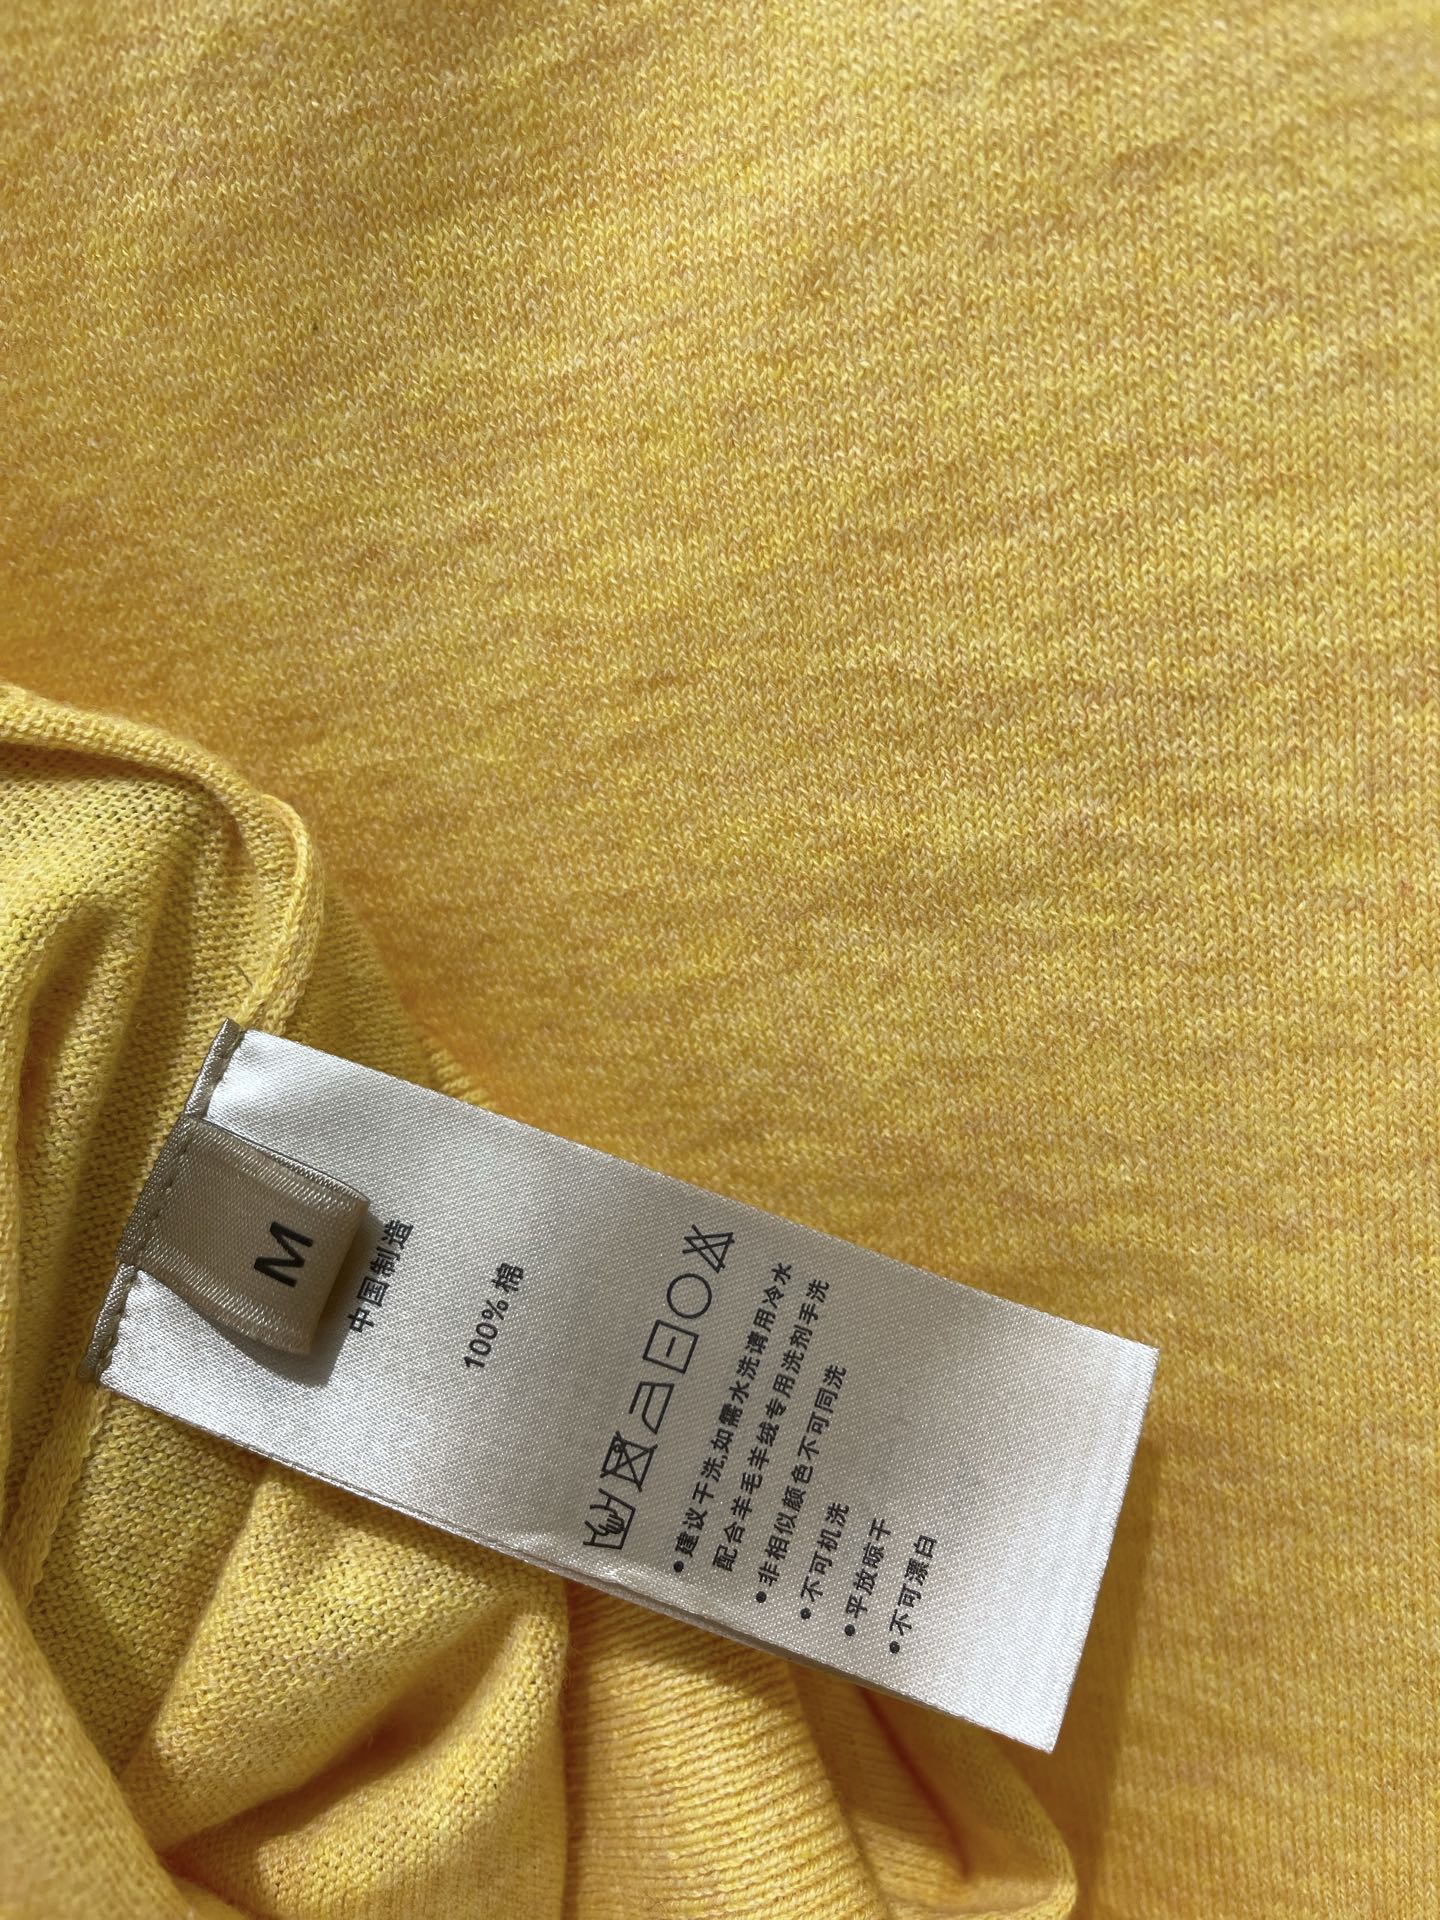 M
中国制造
100% 棉
•建议干洗,如需水洗请用冷水
配合羊毛羊绒专用洗剂手洗
•非相似颜色不可同洗
•不可机洗
•平放晾干
•不可漂白